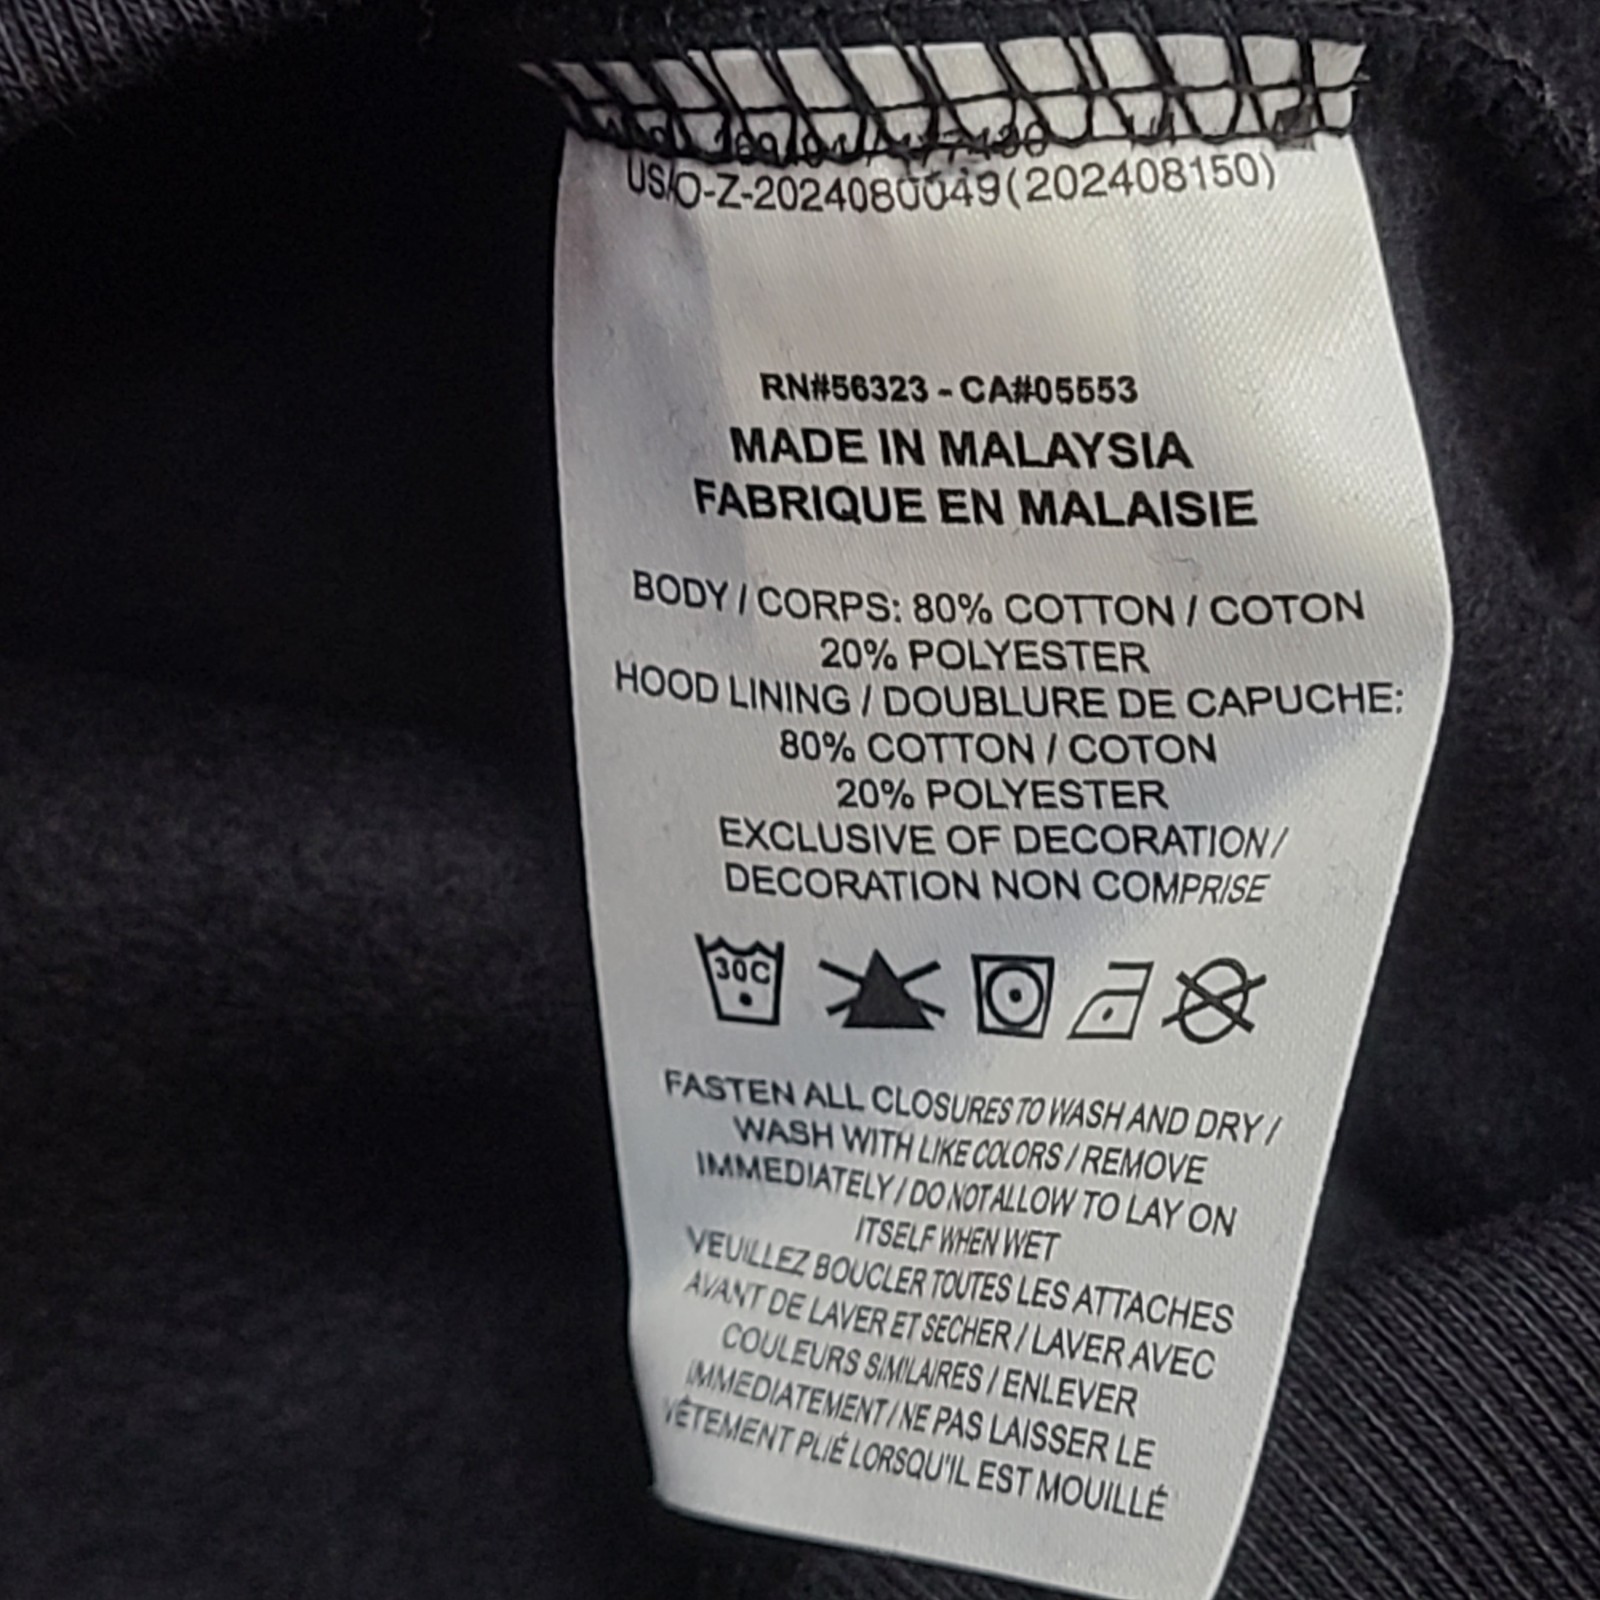 US/O-Z-2024080049(202408150)
RN#56323 - CA#05553
MADE IN MALAYSIA
FABRIQUE EN MALAISIE
BODY / CORPS: 80% COTTON / COTON
20% POLYESTER
HOOD LINING / DOUBLURE DE CAPUCHE:
80% COTTON / COTON
20% POLYESTER
EXCLUSIVE OF DECORATION /
DECORATION NON COMPRISE
30C
FASTEN ALL CLOSURES TO WASH AND DRY /
WASH WITH LIKE COLORS / REMOVE
IMMEDIATELY / DO NOT ALLOW TO LAY ON
ITSELF WHEN WET
VEUILLEZ BOUCLER TOUTES LES ATTACHES
AVANT DE LAVER ET SECHER / LAVER AVEC
COULEURS SIMILAIRES / ENLEVER
IMMEDIATEMENT / NE PAS LAISSER LE
VÊTEMENT PLIÉ LORSQU'IL EST MOUILLÉ